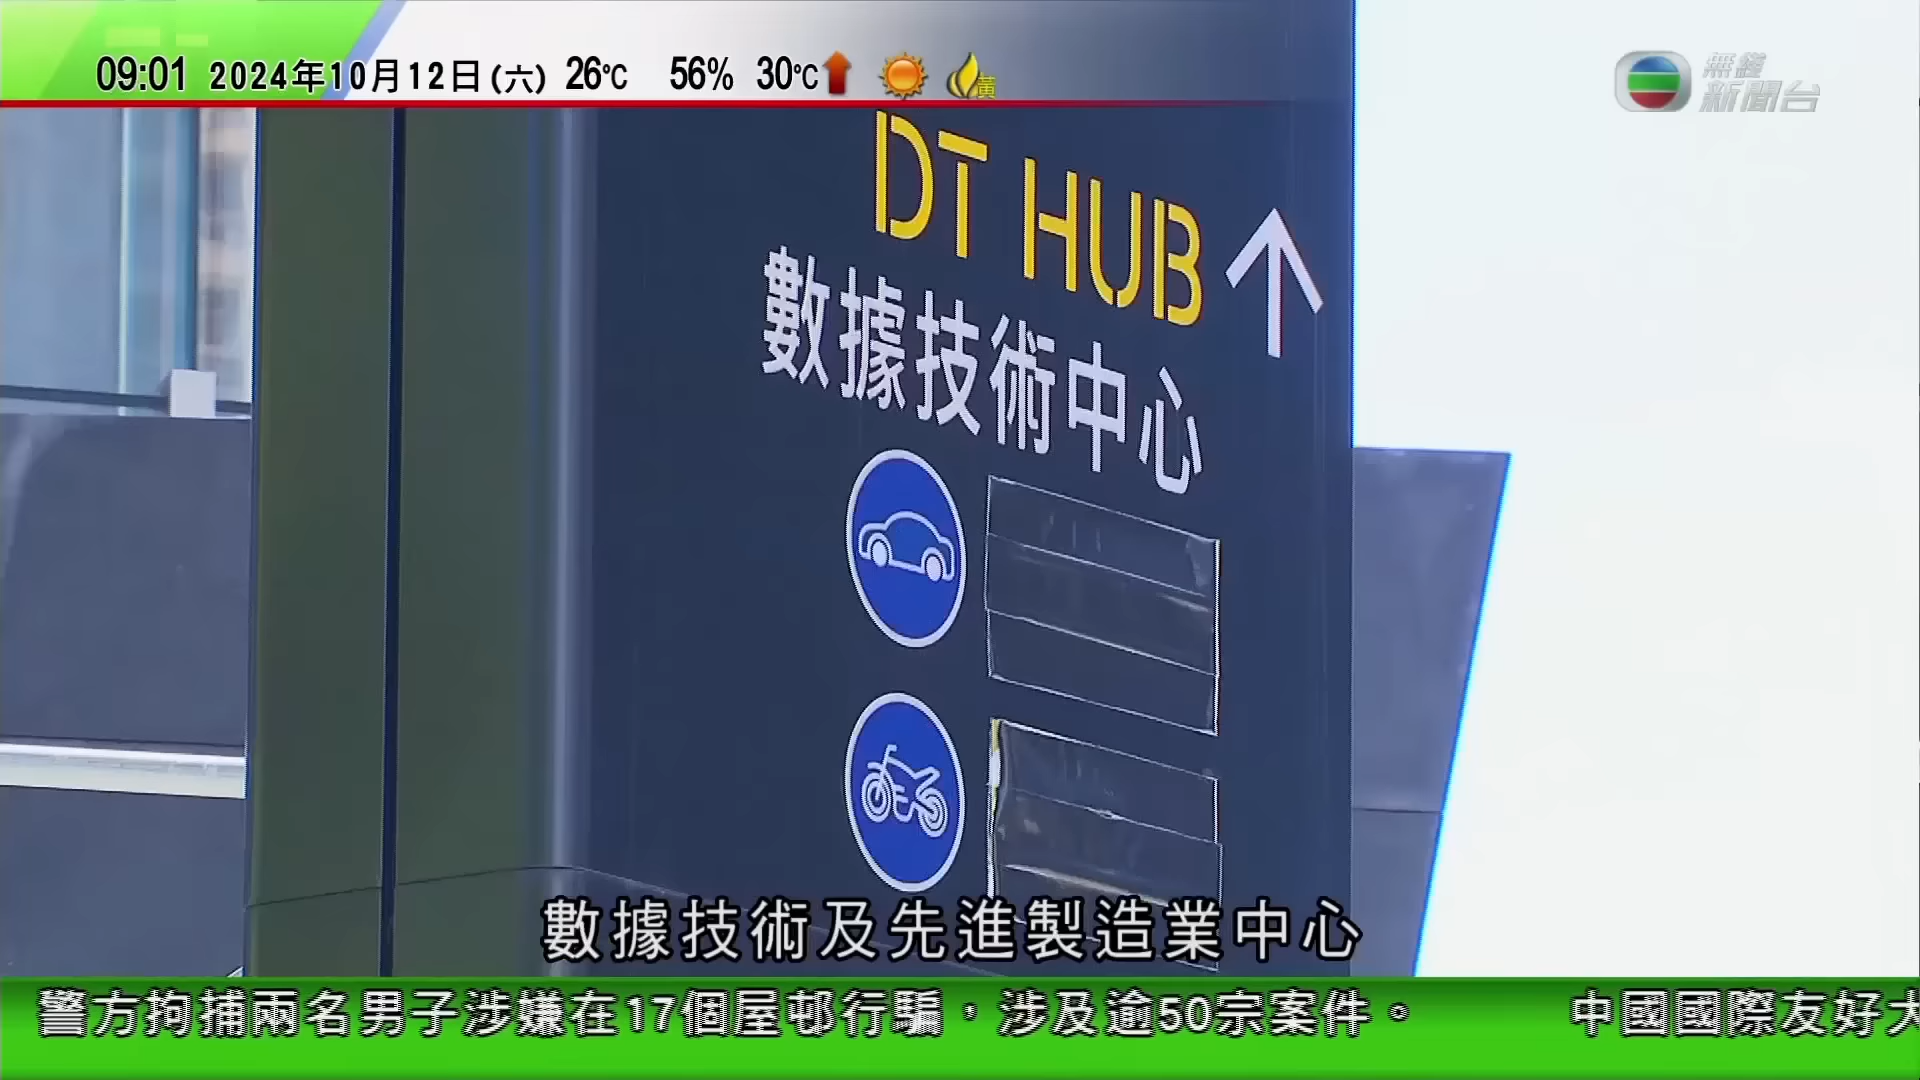 09:01 2024年10月12日(六) 26℃ 56% 30℃ 黃
無綫
新聞台
DT HUB
數據技術中心
數據技術及先進製造業中心
警方拘捕兩名男子涉嫌在17個屋邨行騙，涉及逾50宗案件。 中國國際友好大